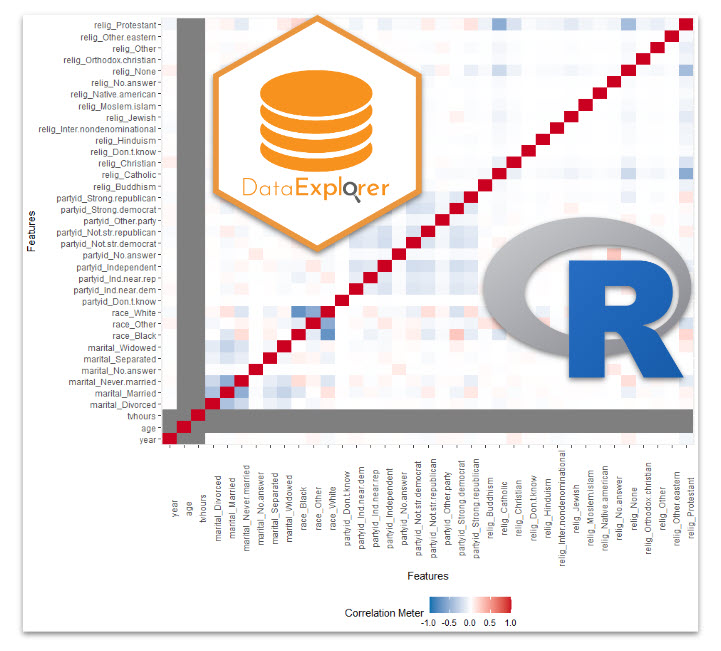 relig_Protestant
relig_Other.eastern
relig_Other
relig_Orthodox.christian
relig_None
relig_No.answer
relig_Native.american
relig_Moslem.islam
relig_Jewish
relig_Inter.nondenominational
relig_Hinduism
relig_Don.t.know
relig_Christian
relig_Catholic
relig_Buddhism
partyid_Strong.republican
partyid_Strong.democrat
partyid_Other.party
partyid_Not.str.republican
partyid_Not.str.democrat
partyid_No.answer
partyid_Independent
partyid_Ind.near.rep
partyid_Ind.near.dem
partyid_Don.t.know
race_White
race_Other
race_Black
marital_Widowed
marital_Separated
marital_No.answer
marital_Never.married
marital_Married
marital_Divorced
tvhours
age
year
Features
DataExplorer
R
year
age
tvhours
marital_Divorced
marital_Married
marital_Never.married
marital_No.answer
marital_Separated
marital_Widowed
race_Black
race_Other
race_White
partyid_Don.t.know
partyid_Ind.near.dem
partyid_Ind.near.rep
partyid_Independent
partyid_No.answer
partyid_Not.str.democrat
partyid_Not.str.republican
partyid_Other.party
partyid_Strong.democrat
partyid_Strong.republican
relig_Buddhism
relig_Catholic
relig_Christian
relig_Don.t.know
relig_Hinduism
relig_Inter.nondenominational
relig_Jewish
relig_Moslem.islam
relig_Native.american
relig_No.answer
relig_None
relig_Orthodox.christian
relig_Other
relig_Other.eastern
relig_Protestant
Features
Correlation Meter
-1.0 -0.5 0.0 0.5 1.0